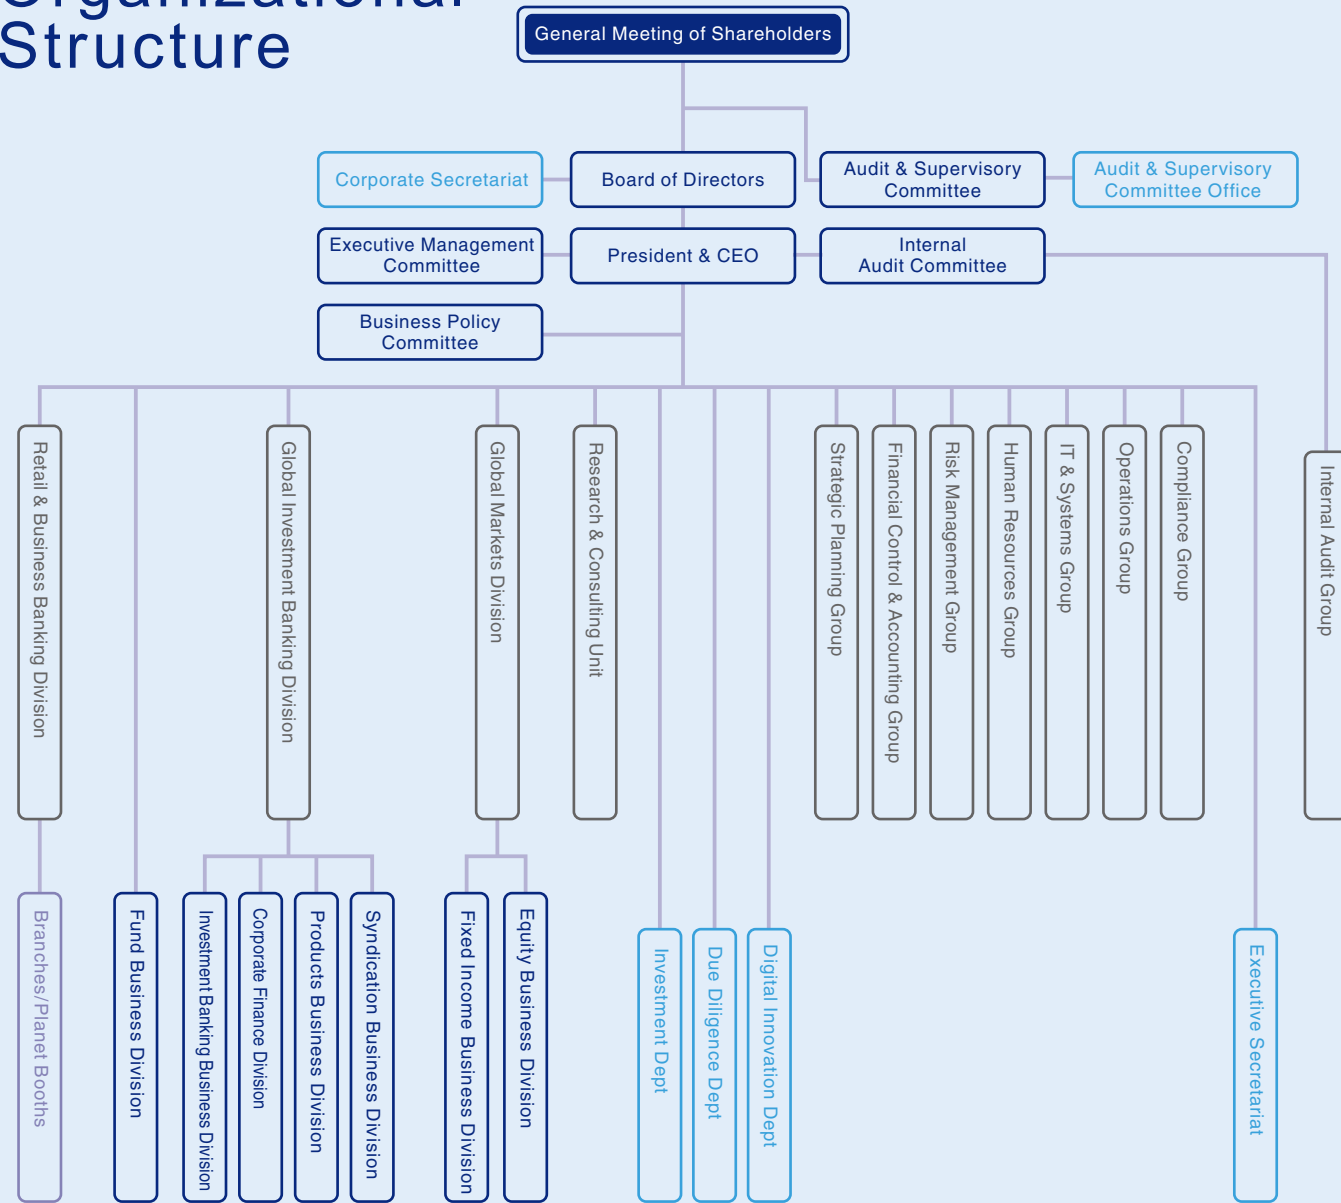 Organizational
Structure
General Meeting of Shareholders
Corporate Secretariat
Board of Directors
Audit & Supervisory
Committee
Audit & Supervisory
Committee Office
Executive Management
Committee
President & CEO
Internal
Audit Committee
Business Policy
Committee
Retail & Business Banking Division
Global Investment Banking Division
Global Markets Division
Research & Consulting Unit
Strategic Planning Group
Financial Control & Accounting Group
Risk Management Group
Human Resources Group
IT & Systems Group
Operations Group
Compliance Group
Internal Audit Group
Branches/Planet Booths
Fund Business Division
Investment Banking Business Division
Corporate Finance Division
Products Business Division
Syndication Business Division
Fixed Income Business Division
Equity Business Division
Investment Dept
Due Diligence Dept
Digital Innovation Dept
Executive Secretariat